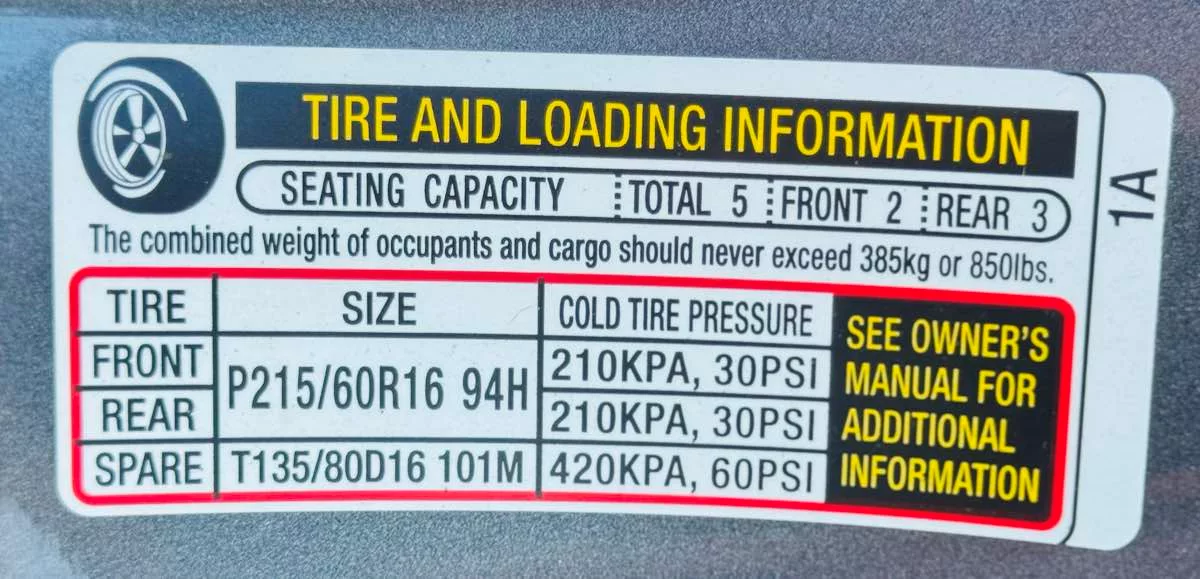 TIRE AND LOADING INFORMATION
SEATING CAPACITY TOTAL 5 FRONT 2 REAR 3
1A
The combined weight of occupants and cargo should never exceed 385kg or 850lbs.
TIRE SIZE COLD TIRE PRESSURE
FRONT P215/60R16 94H 210KPA, 30PSI
REAR 210KPA, 30PSI
SPARE T135/80D16 101M 420KPA, 60PSI
SEE OWNER'S
MANUAL FOR
ADDITIONAL
INFORMATION